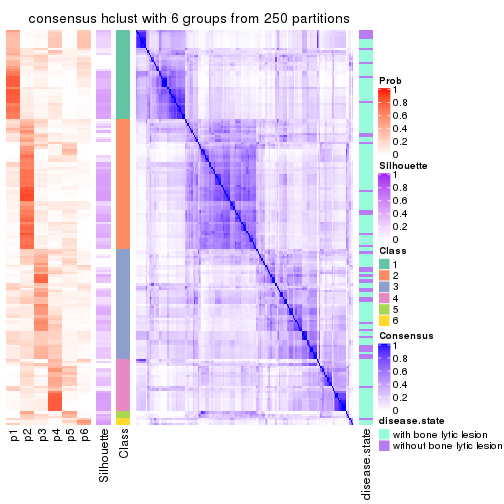 consensus hclust with 6 groups from 250 partitions
Prob
1
0.8
0.6
0.4
0.2
0
Silhouette
1
0.8
0.6
0.4
0.2
0
Class
1
2
3
4
5
6
Consensus
1
0.8
0.6
0.4
0.2
0
disease.state
with bone lytic lesion
without bone lytic lesion
p1
p2
p3
p4
p5
p6
Silhouette
Class
disease.state